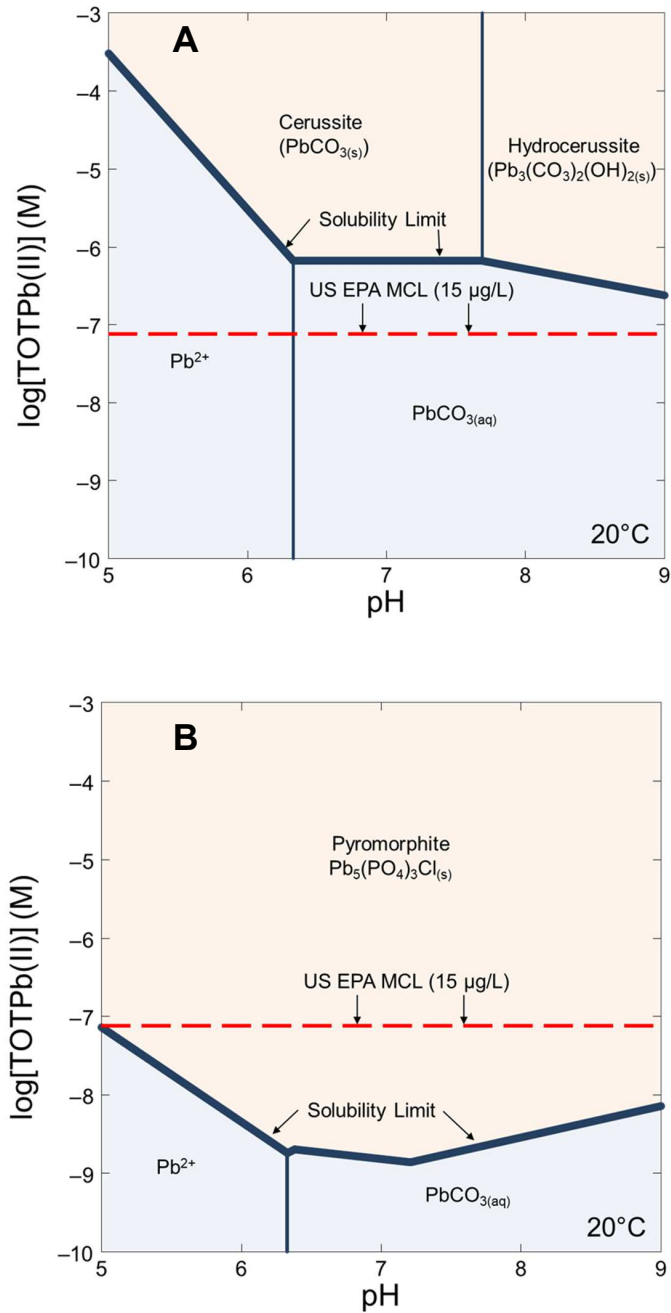 A
−3
−4
−5
−6
−7
−8
−9
−10
log[TOTPb(II)] (M)
Cerussite
(PbCO3(s))
Hydrocerussite
(Pb3(CO3)2(OH)2(s))
Solubility Limit
US EPA MCL (15 µg/L)
Pb2+
PbCO3(aq)
20°C
5 6 7 8 9
pH
B
−3
−4
−5
−6
−7
−8
−9
−10
log[TOTPb(II)] (M)
Pyromorphite
Pb5(PO4)3Cl(s)
US EPA MCL (15 µg/L)
Solubility Limit
Pb2+
PbCO3(aq)
20°C
5 6 7 8 9
pH